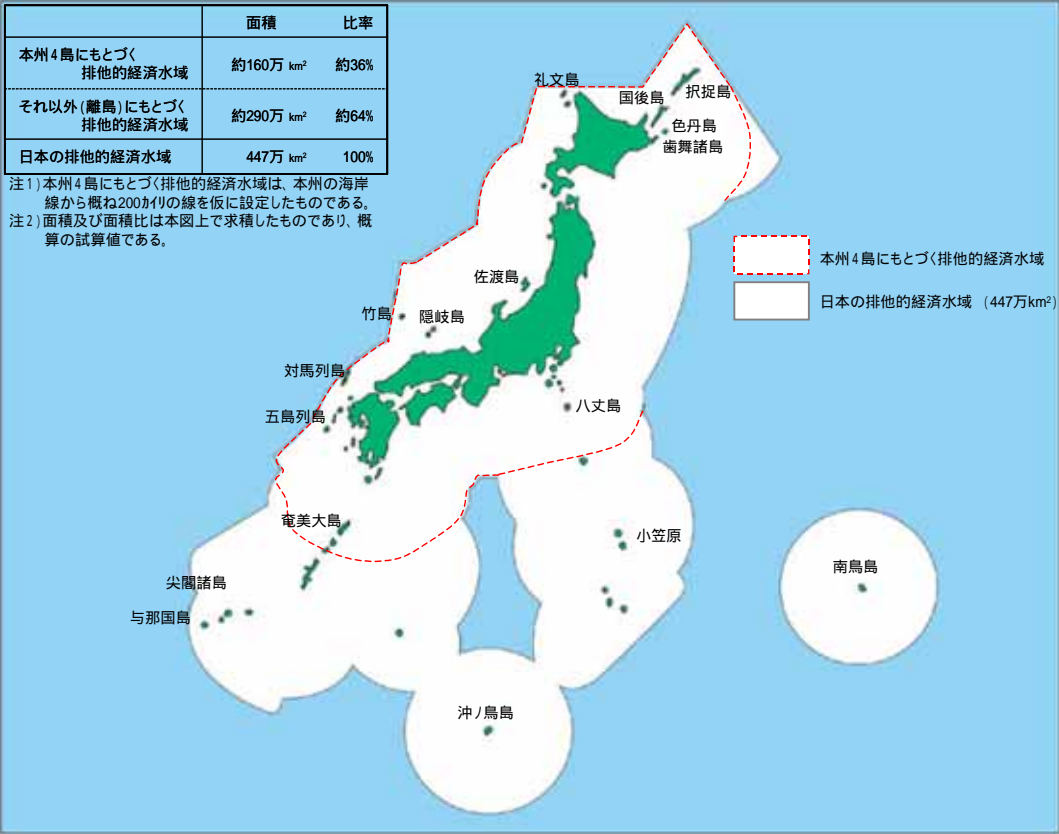 面積 比率
本州4島にもとづく
排他的経済水域 約160万 km² 約36%
それ以外(離島)にもとづく
排他的経済水域 約290万 km² 約64%
日本の排他的経済水域 447万 km² 100%
注1)本州4島にもとづく排他的経済水域は、本州の海岸
線から概ね200カイリの線を仮に設定したものである。
注2)面積及び面積比は本図上で求積したものであり、概
算の試算値である。
礼文島
国後島
択捉島
色丹島
歯舞諸島
本州4島にもとづく排他的経済水域
日本の排他的経済水域 (447万km²)
佐渡島
竹島
隠岐島
対馬列島
五島列島
八丈島
奄美大島
小笠原
南鳥島
尖閣諸島
与那国島
沖ノ鳥島